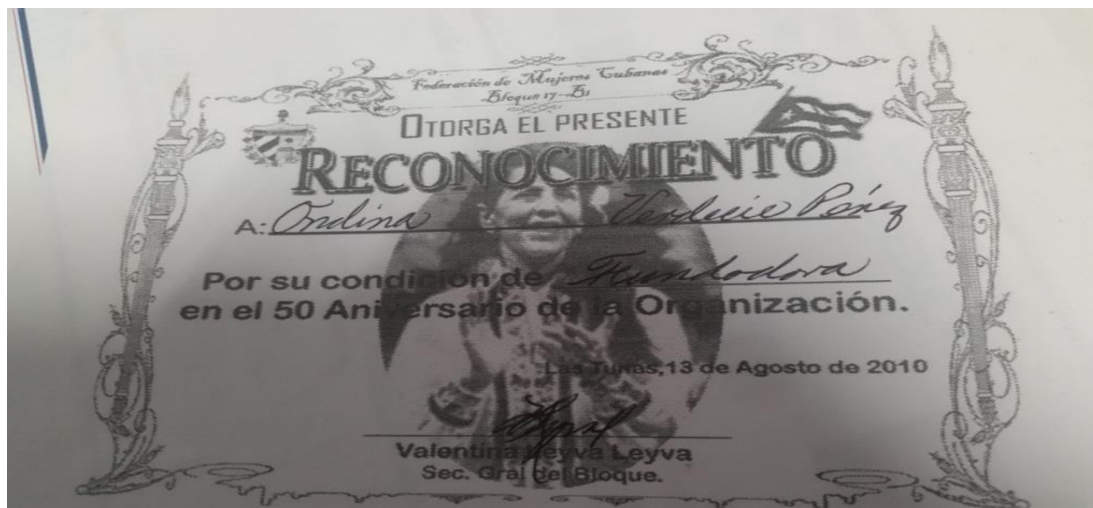 Federación de Mujeres Cubanas
Bloque 17-B1
OTORGA EL PRESENTE
RECONOCIMIENTO
A: Ondina Verdecie Pérez
Por su condición de Fundadora
en el 50 Aniversario de la Organización.
Las Tunas,13 de Agosto de 2010
Valentina Leyva Leyva
Sec. Gral del Bloque.